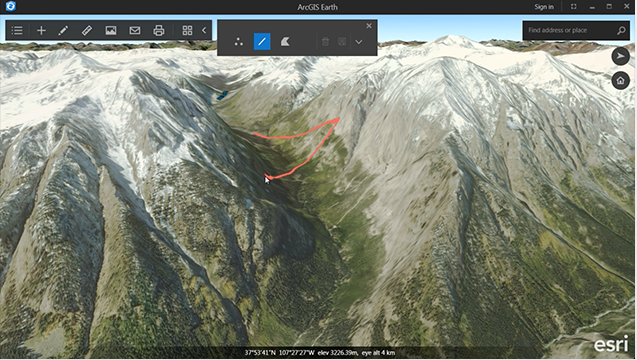 ArcGIS Earth
Sign in
Find address or place
37°53'41"N 107°27'27"W elev 3226.39m, eye alt 4 km
esri